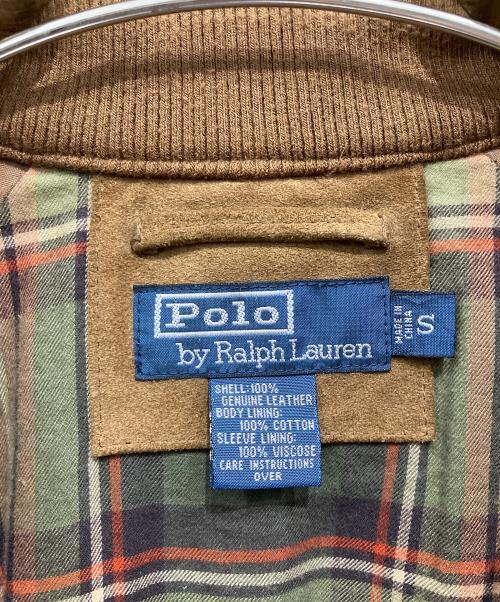 Polo
by Ralph Lauren
MADE IN
CHINA
S
SHELL:100%
GENUINE LEATHER
BODY LINING:
100% COTTON
SLEEVE LINING:
100% VISCOSE
CARE INSTRUCTIONS
OVER